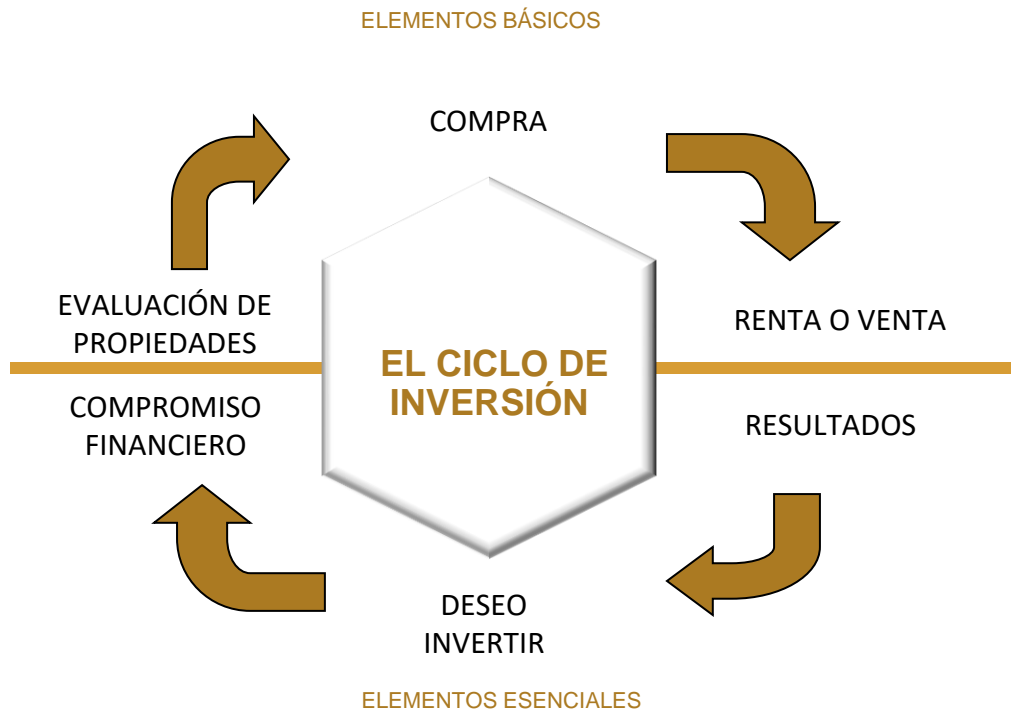 ELEMENTOS BÁSICOS
COMPRA
EVALUACIÓN DE
PROPIEDADES
RENTA O VENTA
EL CICLO DE
INVERSIÓN
COMPROMISO
FINANCIERO
RESULTADOS
DESEO
INVERTIR
ELEMENTOS ESENCIALES